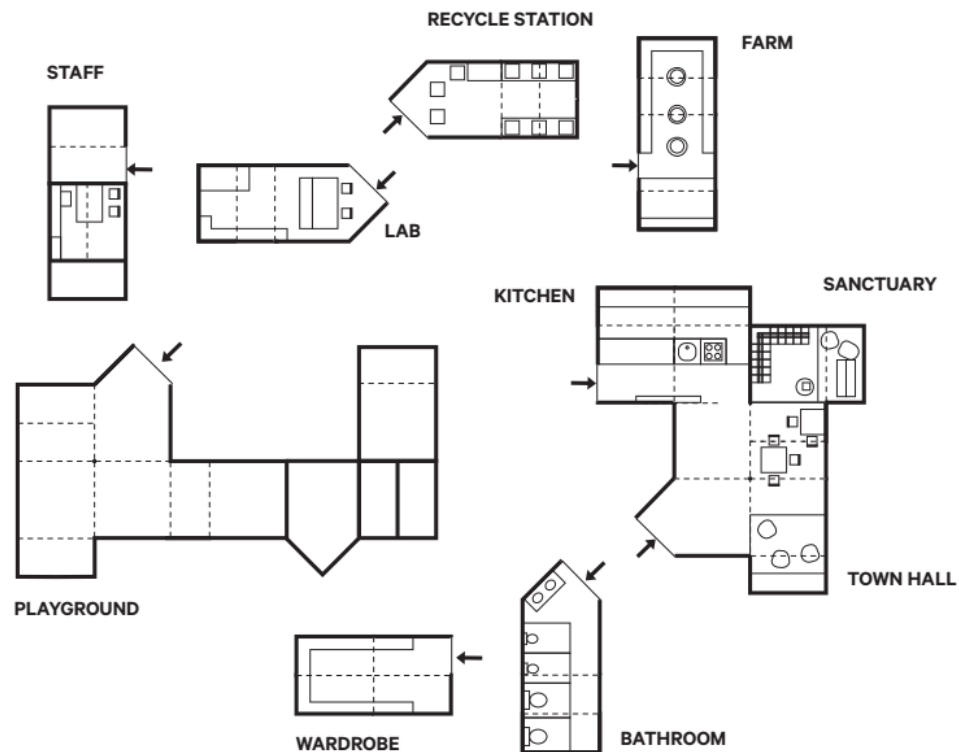 RECYCLE STATION
FARM
STAFF
LAB
SANCTUARY
KITCHEN
TOWN HALL
PLAYGROUND
BATHROOM
WARDROBE